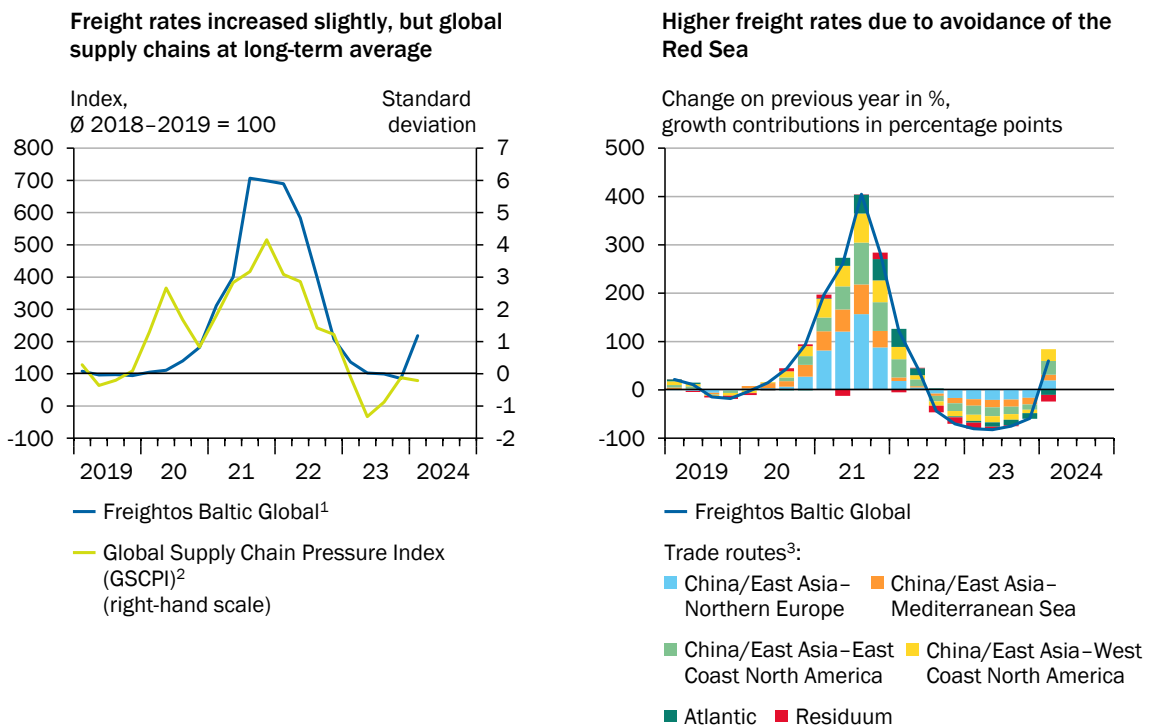 Freight rates increased slightly, but global
supply chains at long-term average
Index,
Ø 2018–2019 = 100
Standard
deviation
800
700
600
500
400
300
200
100
0
-100
7
6
5
4
3
2
1
0
-1
-2
2019 20 21 22 23 2024
Freightos Baltic Global1
Global Supply Chain Pressure Index
(GSCPI)2
(right-hand scale)
Higher freight rates due to avoidance of the
Red Sea
Change on previous year in %,
growth contributions in percentage points
500
400
300
200
100
0
-100
2019 20 21 22 23 2024
Freightos Baltic Global
Trade routes3:
China/East Asia–
Northern Europe
China/East Asia–
Mediterranean Sea
China/East Asia–East
Coast North America
China/East Asia–West
Coast North America
Atlantic
Residuum